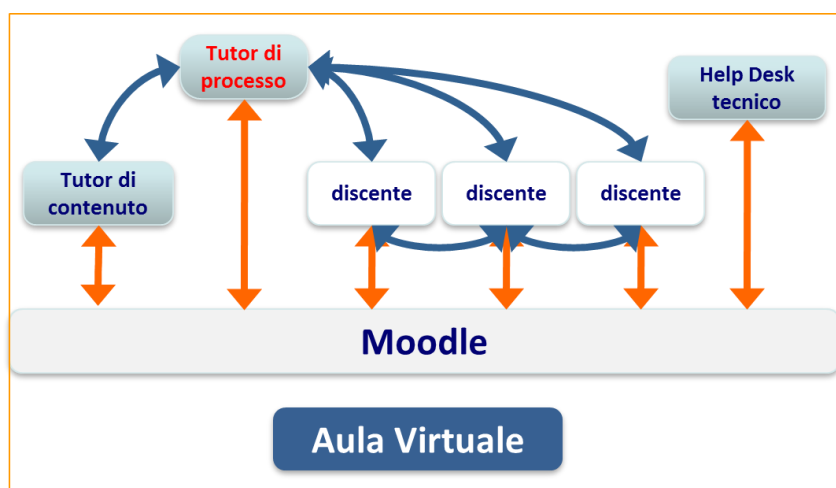 Tutor di
processo
Help Desk
tecnico
Tutor di
contenuto
discente
discente
discente
Moodle
Aula Virtuale